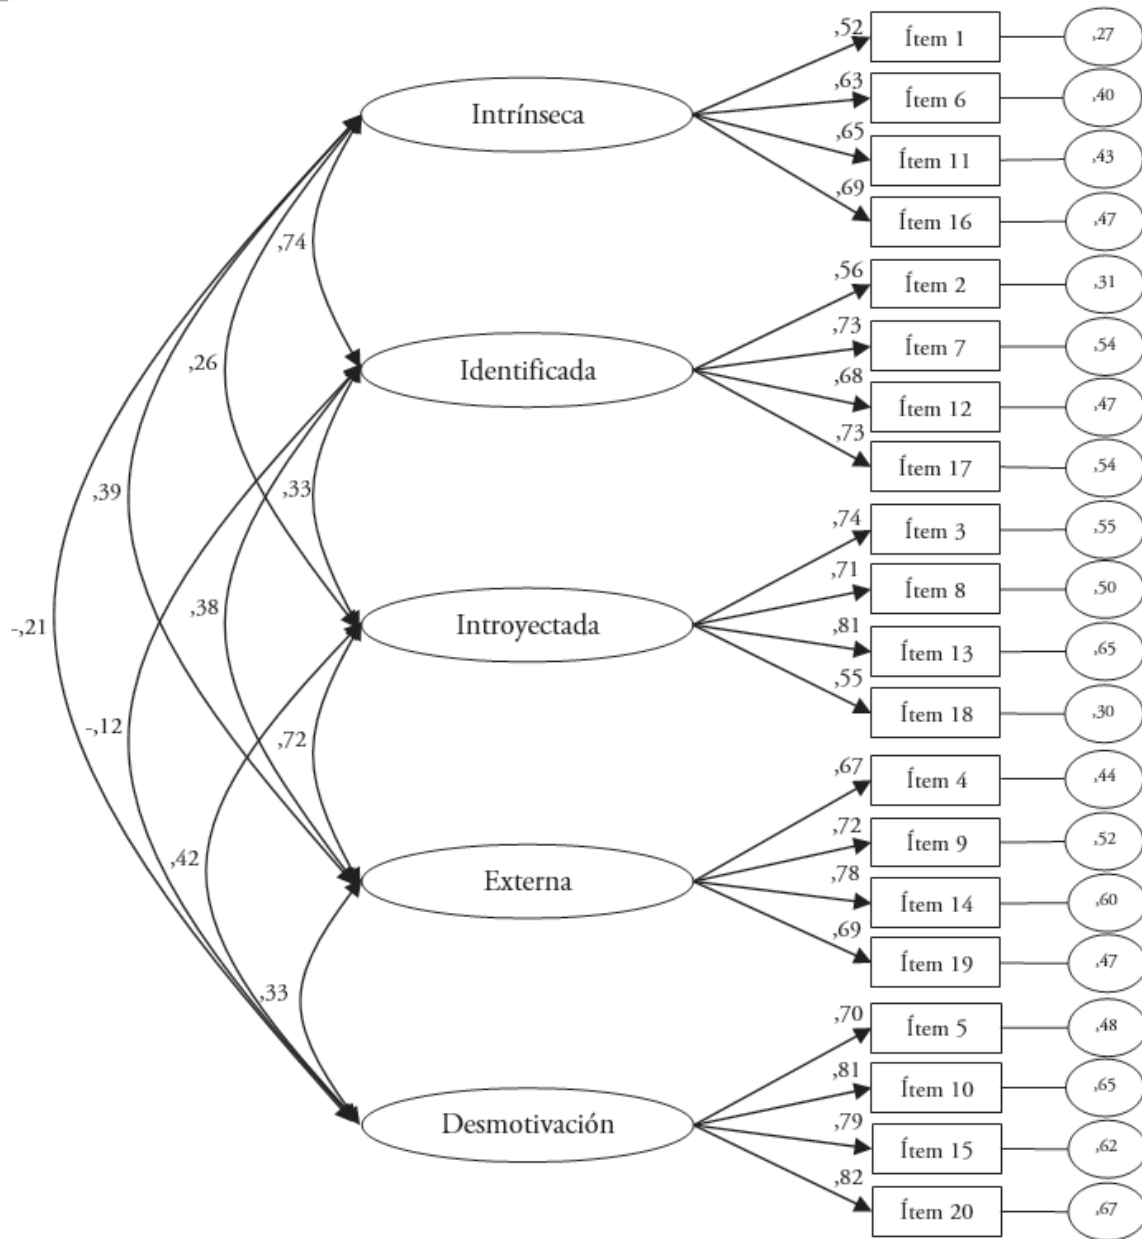 ,52 Ítem 1 ,27
Intrínseca
,63 Ítem 6 ,40
,65 Ítem 11 ,43
,69 Ítem 16 ,47
,74
,56 Ítem 2 ,31
,26
Identificada
,73 Ítem 7 ,54
,68 Ítem 12 ,47
,73 Ítem 17 ,54
,39
,33
,74 Ítem 3 ,55
,38
-,21
Introyectada
,71 Ítem 8 ,50
,81 Ítem 13 ,65
,55 Ítem 18 ,30
-,12
,72
,67 Ítem 4 ,44
,42
Externa
,72 Ítem 9 ,52
,78 Ítem 14 ,60
,69 Ítem 19 ,47
,33
,70 Ítem 5 ,48
Desmotivación
,81 Ítem 10 ,65
,79 Ítem 15 ,62
,82 Ítem 20 ,67